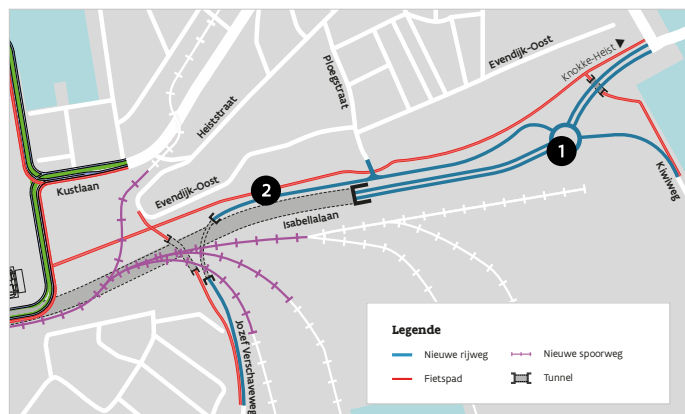 Evendijk-Oost
Knokke-Heist
Ploegstraat
Heiststraat
1
Kiwiweg
Kustlaan
Evendijk-Oost
2
Isabellalaan
Jozef Verschaveweg
Legende
Nieuwe rijweg
Nieuwe spoorweg
Fietspad
Tunnel